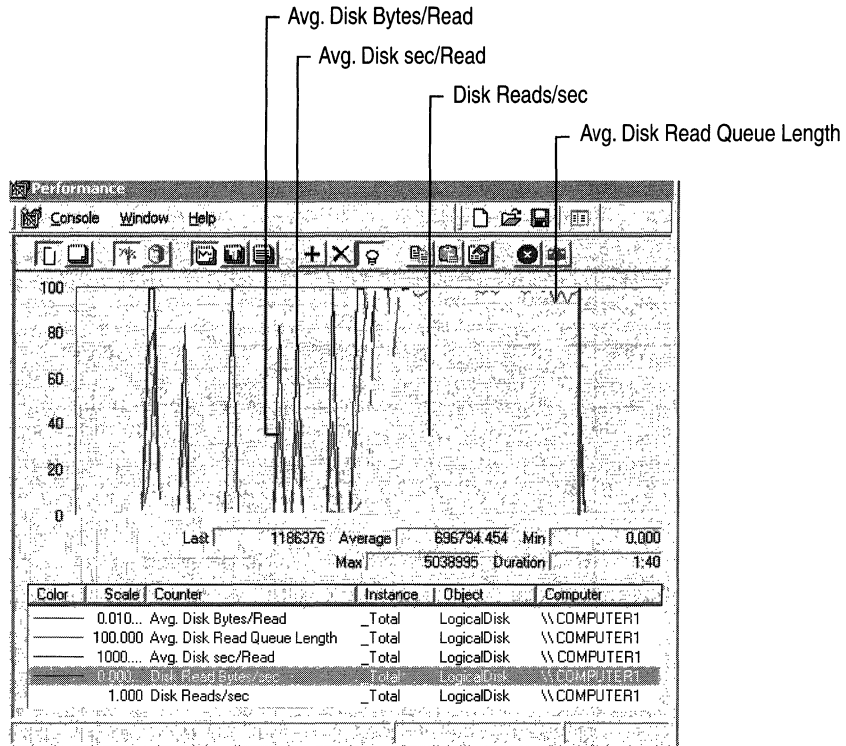 Avg. Disk Bytes/Read
Avg. Disk sec/Read
Disk Reads/sec
Avg. Disk Read Queue Length
Performance
Console Window Help
100
80
60
40
20
0
Last 1186376 Average 696794.454 Min 0.000
Max 5038995 Duration 1:40
Color Scale Counter Instance Object Computer
0.010... Avg. Disk Bytes/Read _Total LogicalDisk \\COMPUTER1
100.000 Avg. Disk Read Queue Length _Total LogicalDisk \\COMPUTER1
1000.... Avg. Disk sec/Read _Total LogicalDisk \\COMPUTER1
0.000... Disk Read Bytes/sec _Total LogicalDisk \\COMPUTER1
1.000 Disk Reads/sec _Total LogicalDisk \\COMPUTER1